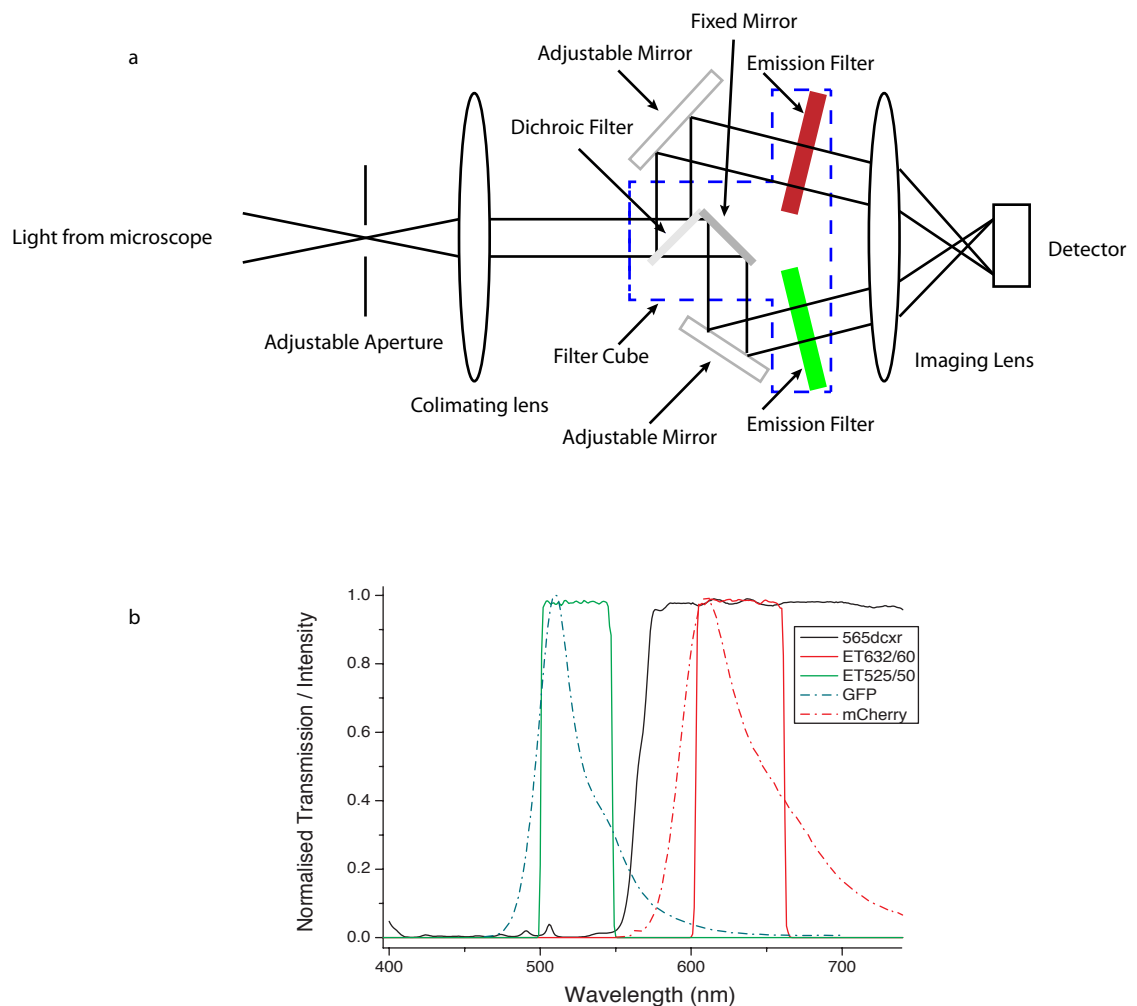 a
Fixed Mirror
Adjustable Mirror
Emission Filter
Dichroic Filter
Light from microscope
Detector
Adjustable Aperture
Filter Cube
Imaging Lens
Colimating lens
Adjustable Mirror
Emission Filter
b
Normalised Transmission / Intensity
1.0
0.8
0.6
0.4
0.2
0.0
565dcxr
ET632/60
ET525/50
GFP
mCherry
400
500
600
700
Wavelength (nm)